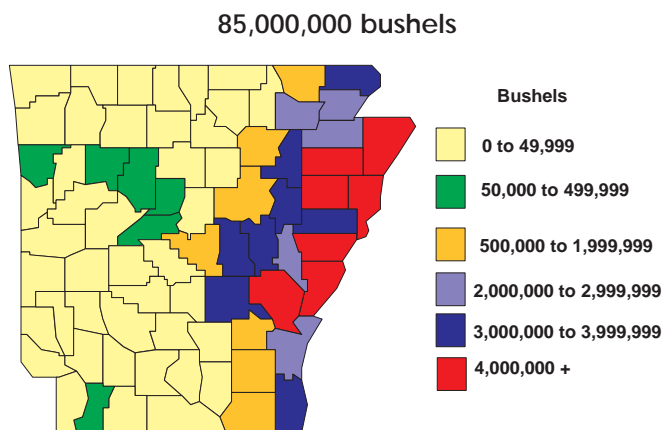 85,000,000 bushels
Bushels
0 to 49,999
50,000 to 499,999
500,000 to 1,999,999
2,000,000 to 2,999,999
3,000,000 to 3,999,999
4,000,000 +